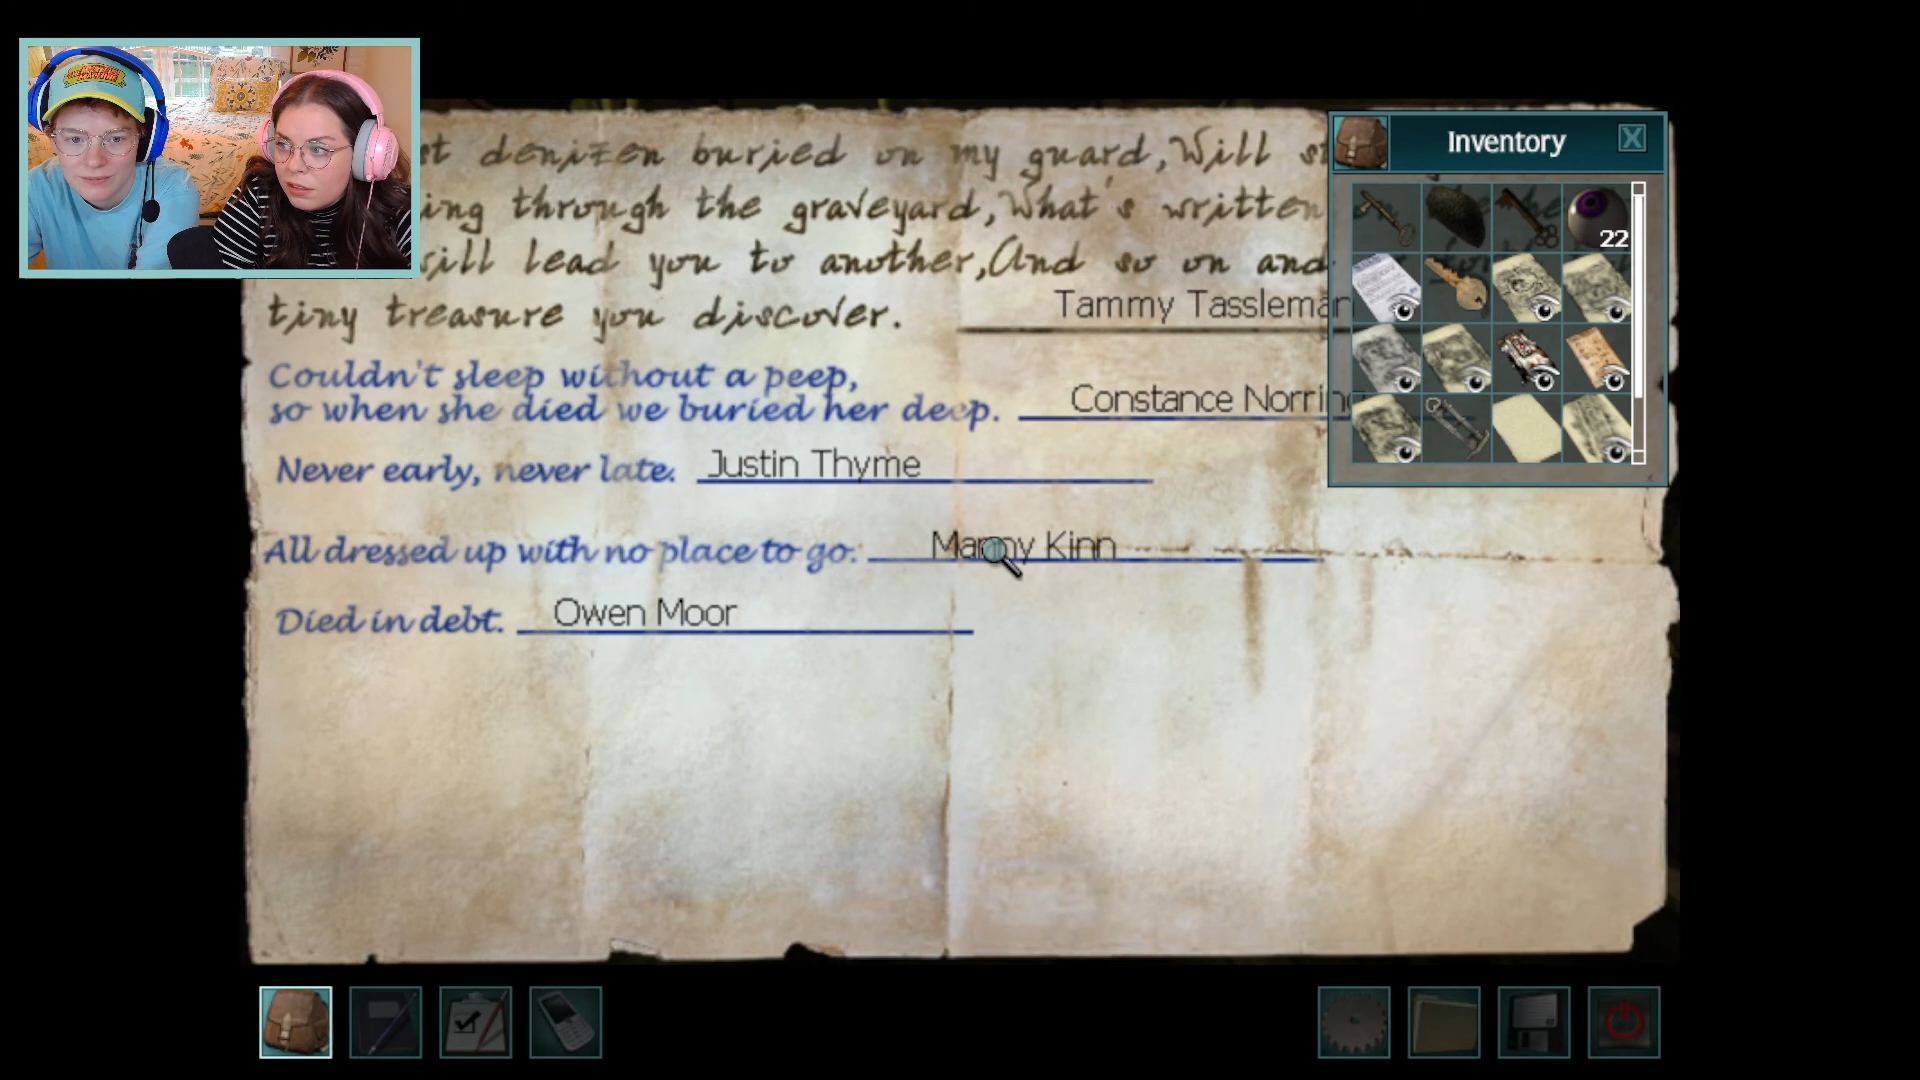 denizen buried on my guard, Will
ing through the graveyard, What's written
will lead you to another, And so on and
tiny treasure you discover.
Tammy Tassleman
Couldn't sleep without a peep,
so when she died we buried her deep.
Constance Norring
Never early, never late. Justin Thyme
All dressed up with no place to go. Manny Kinn
Died in debt. Owen Moor
Inventory
X
22